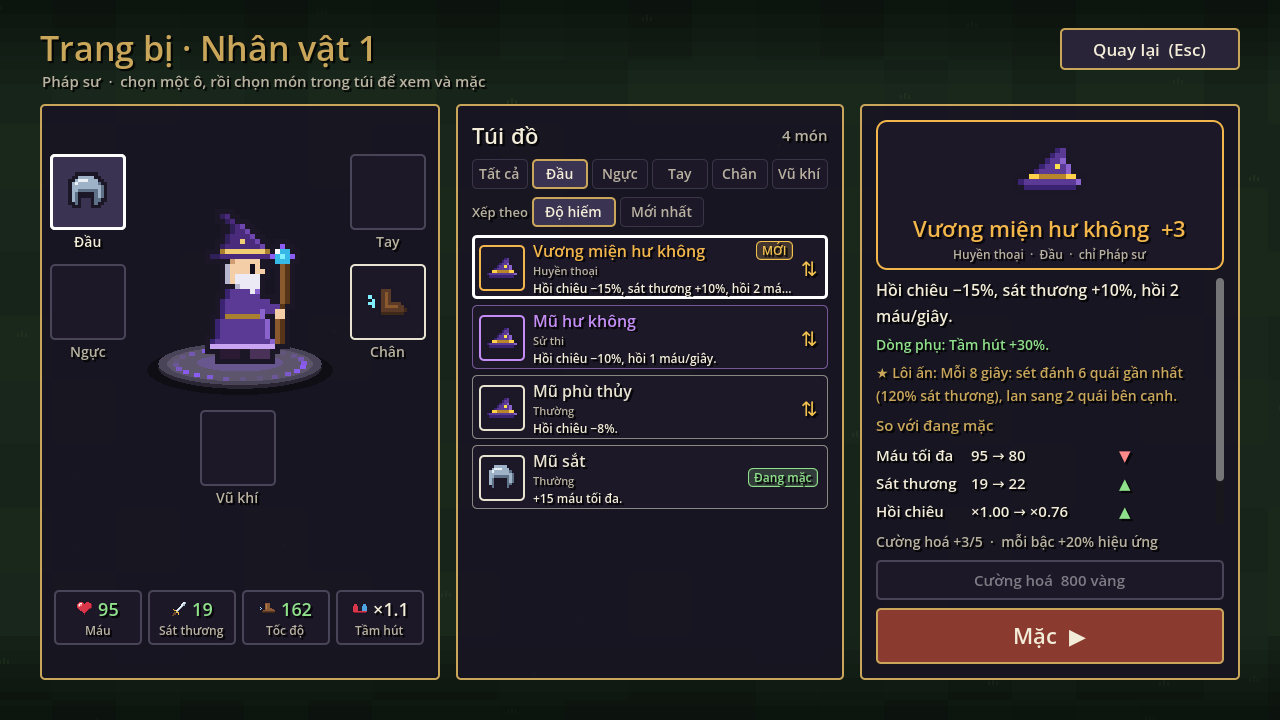 Trang bị · Nhân vật 1
Pháp sư · chọn một ô, rồi chọn món trong túi để xem và mặc
Quay lại (Esc)
Đầu
Tay
Ngực
Chân
Vũ khí
95
Máu
19
Sát thương
162
Tốc độ
×1.1
Tầm hút
Túi đồ
4 món
Tất cả
Đầu
Ngực
Tay
Chân
Vũ khí
Xếp theo
Độ hiếm
Mới nhất
Vương miện hư không
MỚI
Huyền thoại
Hồi chiêu −15%, sát thương +10%, hồi 2 má...
Mũ hư không
Sử thi
Hồi chiêu −10%, hồi 1 máu/giây.
Mũ phù thủy
Thường
Hồi chiêu −8%.
Mũ sắt
Thường
+15 máu tối đa.
Đang mặc
Vương miện hư không +3
Huyền thoại · Đầu · chỉ Pháp sư
Hồi chiêu −15%, sát thương +10%, hồi 2
máu/giây.
Dòng phụ: Tầm hút +30%.
★ Lõi ấn: Mỗi 8 giây: sét đánh 6 quái gần nhất
(120% sát thương), lan sang 2 quái bên cạnh.
So với đang mặc
Máu tối đa 95 → 80 ▼
Sát thương 19 → 22 ▲
Hồi chiêu ×1.00 → ×0.76 ▲
Cường hoá +3/5 · mỗi bậc +20% hiệu ứng
Cường hoá 800 vàng
Mặc ▶